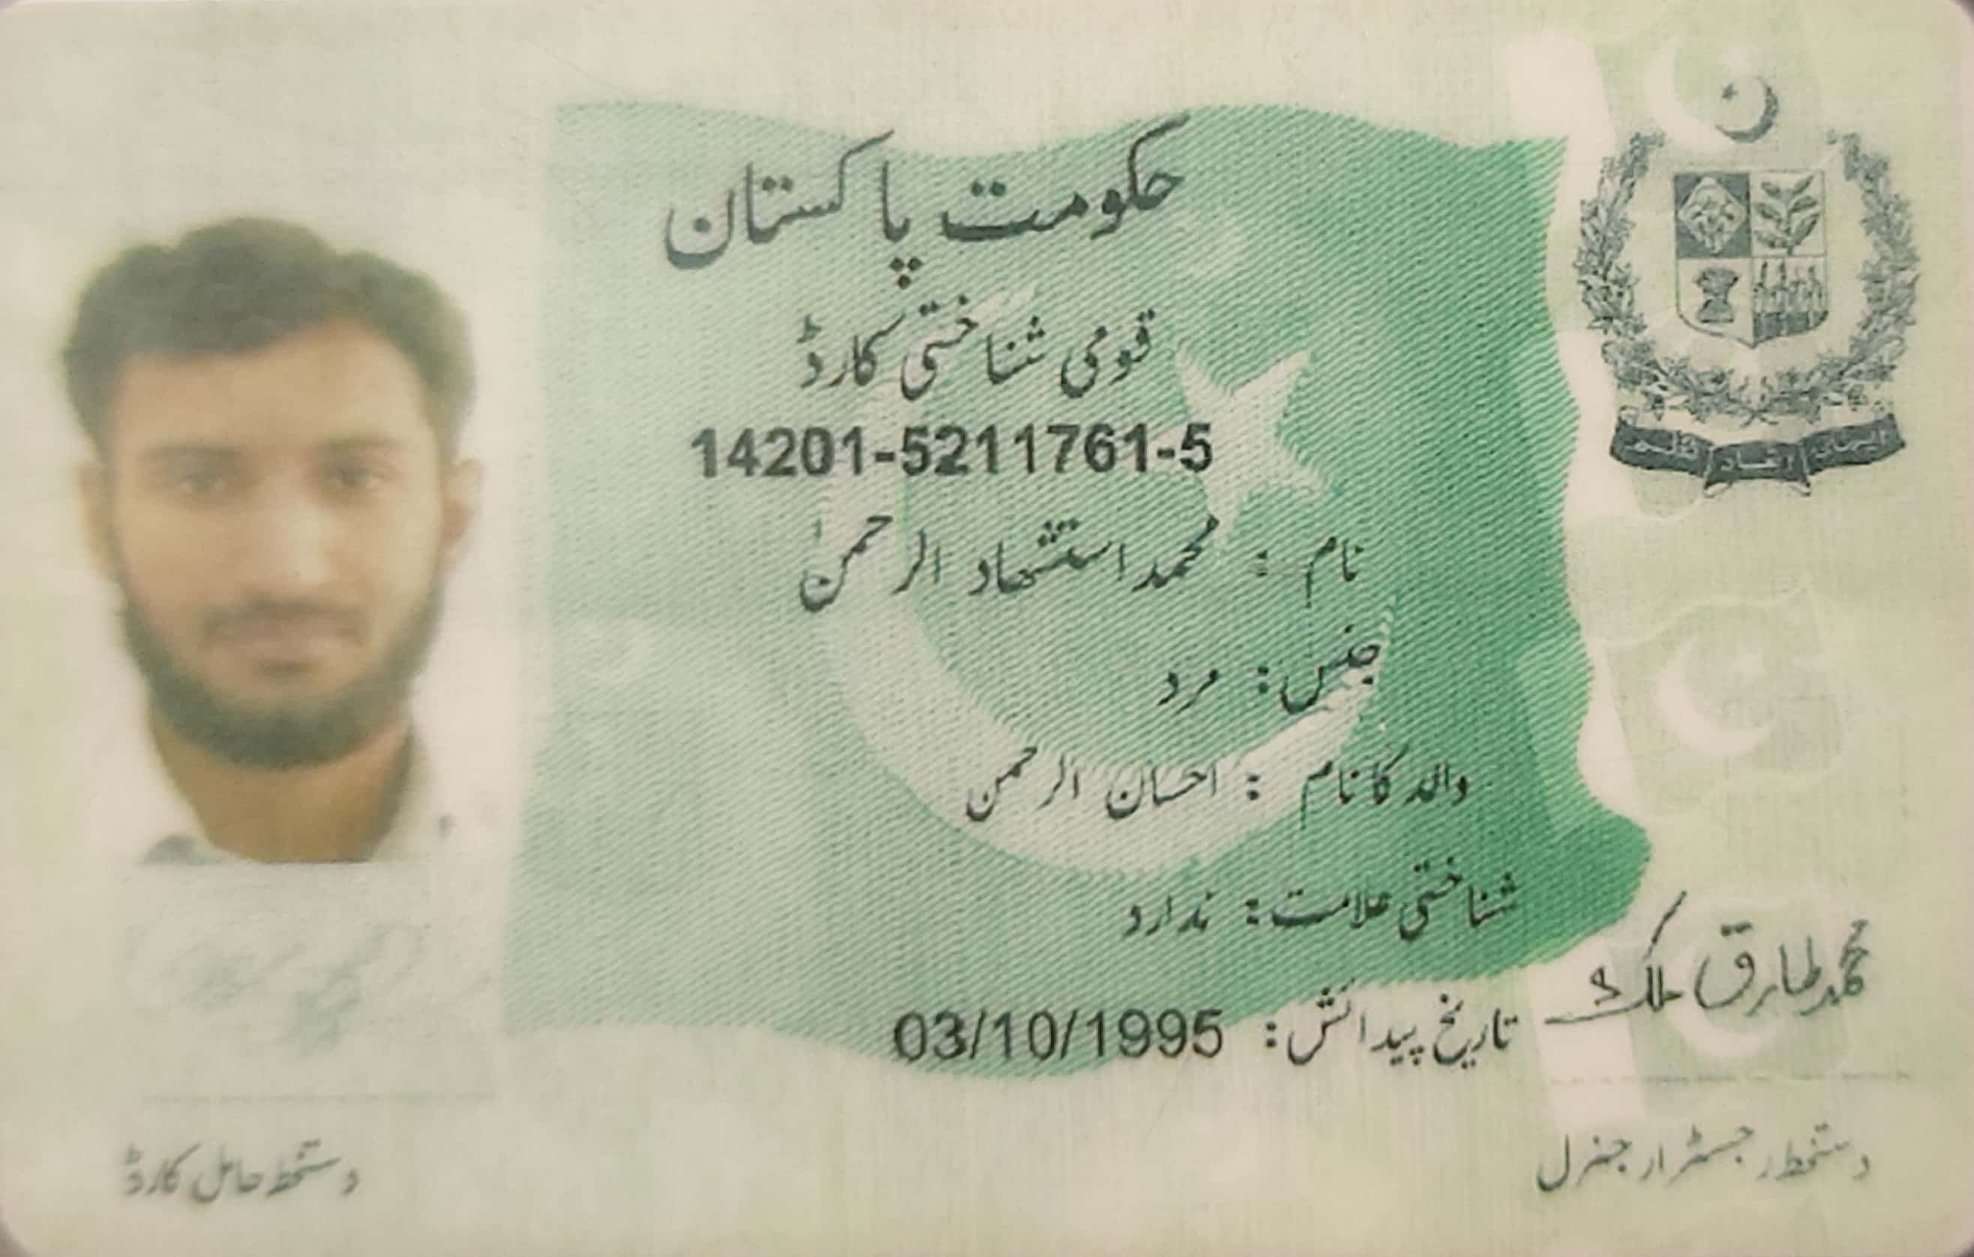 حکومت پاکستان
قومی شناختی کارڈ
14201-5211761-5
نام : محمد استشهاد الرحمن
جنس: مرد
والد کا نام : احسان الرحمن
شناختی علامت: ندارد
تاریخ پیدائش: 03/10/1995
محمد طارق ملک
دستخط حامل کارڈ
دستخط رجسٹرار جنرل